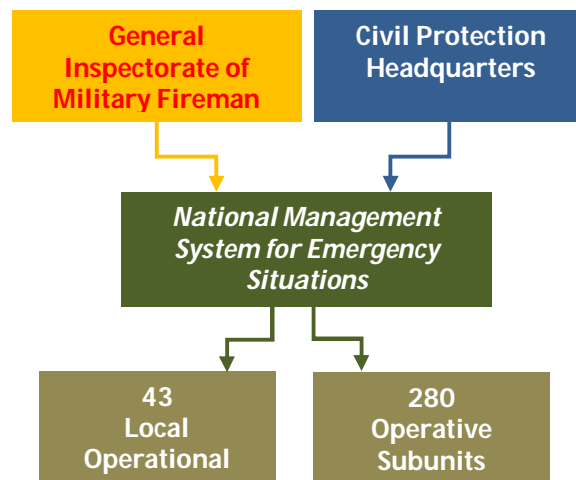 General
Inspectorate of
Military Fireman
Civil Protection
Headquarters
National Management
System for Emergency
Situations
43
Local
Operational
280
Operative
Subunits